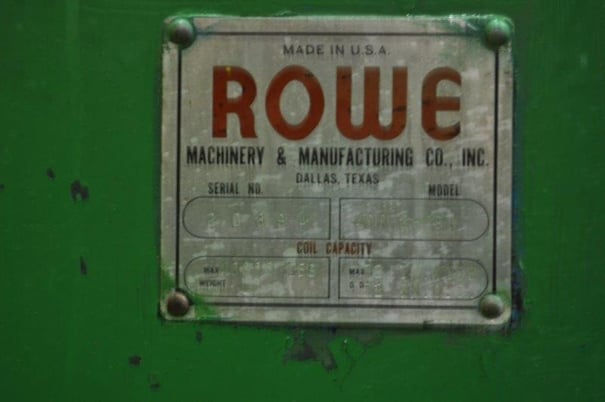 MADE IN U.S.A.
ROWE
MACHINERY & MANUFACTURING CO., INC.
DALLAS, TEXAS
SERIAL NO. MODEL
COIL CAPACITY
MAX WEIGHT
MAX O.D.